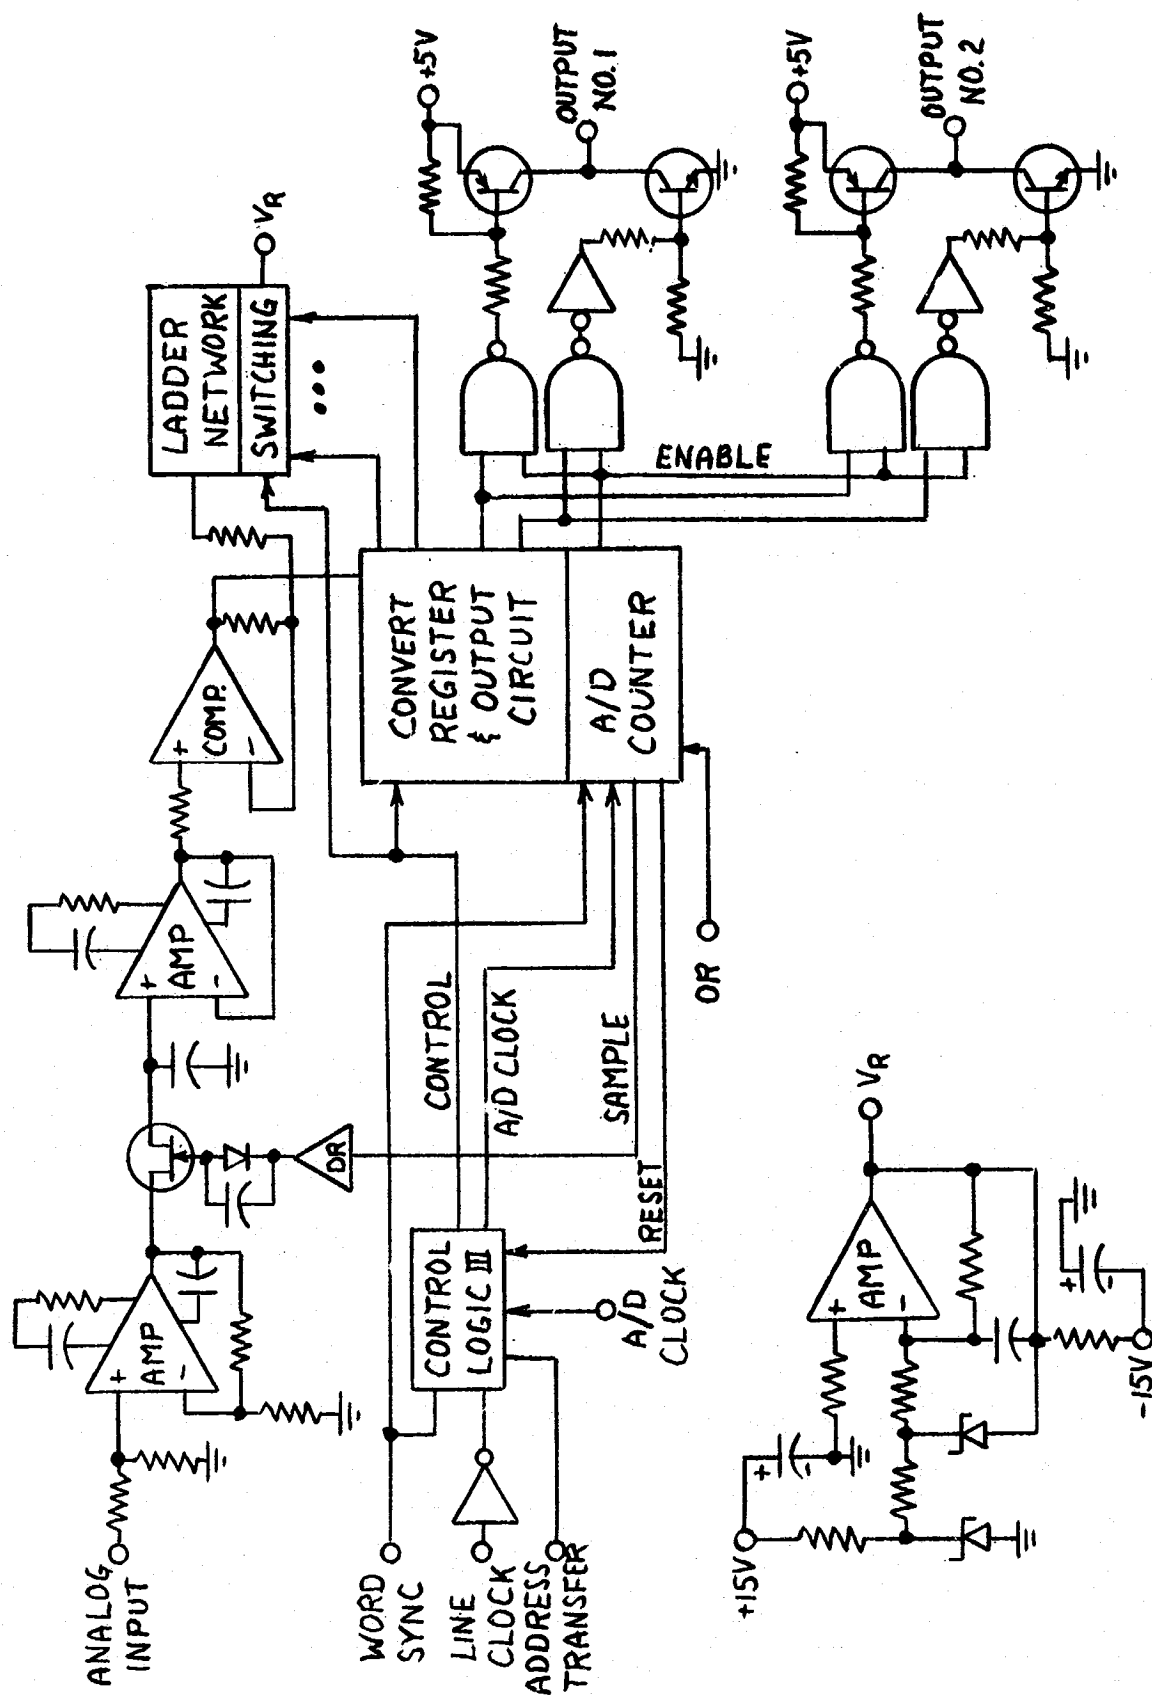 LADDER
NETWORK
SWITCHING
VR
+5V
OUTPUT
NO.1
+5V
OUTPUT
NO.2
ENABLE
+
-
COMP.
CONVERT
REGISTER
& OUTPUT
CIRCUIT
A/D
COUNTER
+
-
AMP
+
-
AMP
ANALOG
INPUT
DR
CONTROL
A/D CLOCK
SAMPLE
RESET
OR
CONTROL
LOGIC III
A/D
CLOCK
WORD
SYNC
LINE
CLOCK
ADDRESS
TRANSFER
+15V
+
-
+
-
AMP
VR
+
-
-15V